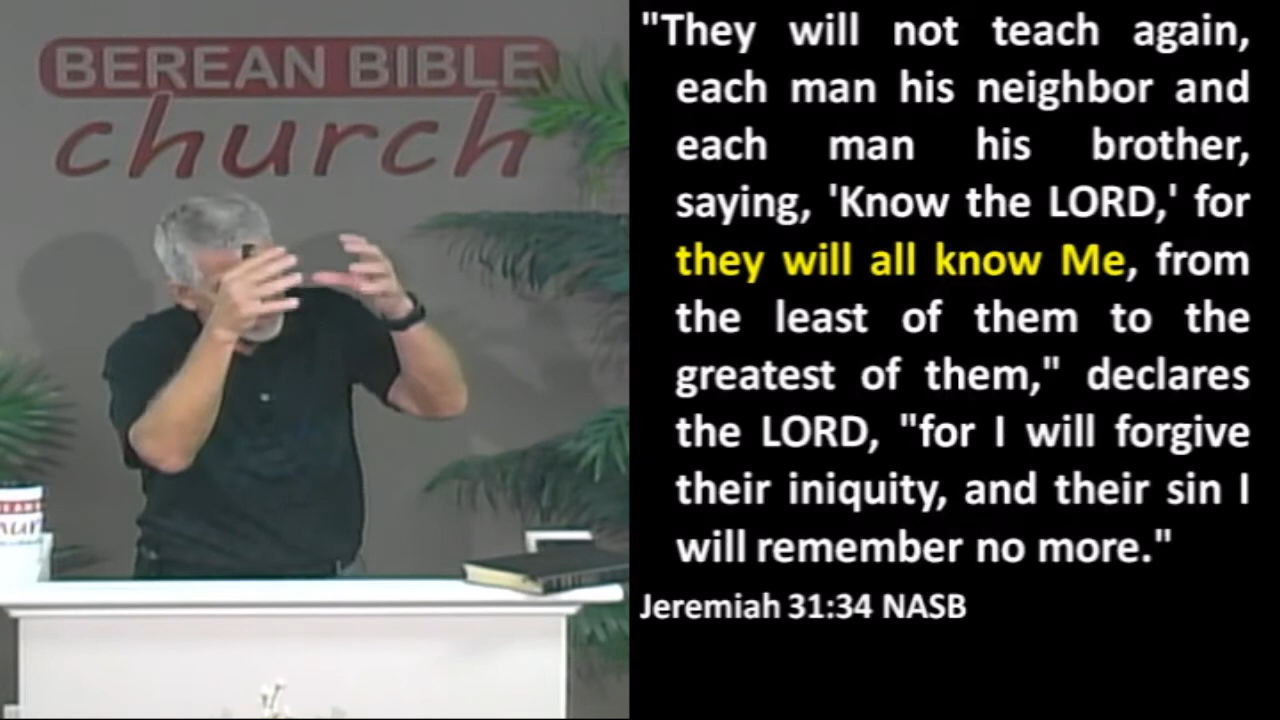 BEREAN BIBLE
church
"They will not teach again,
each man his neighbor and
each man his brother,
saying, 'Know the LORD,' for
they will all know Me, from
the least of them to the
greatest of them," declares
the LORD, "for I will forgive
their iniquity, and their sin I
will remember no more."
Jeremiah 31:34 NASB